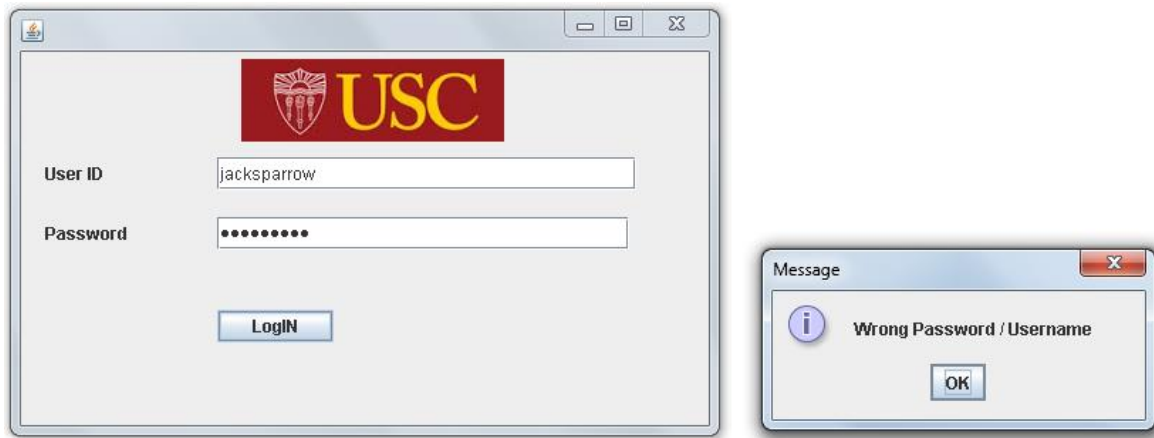 USC
User ID
jacksparrow
Password
•••••••••
LogIN
Message
i
Wrong Password / Username
OK